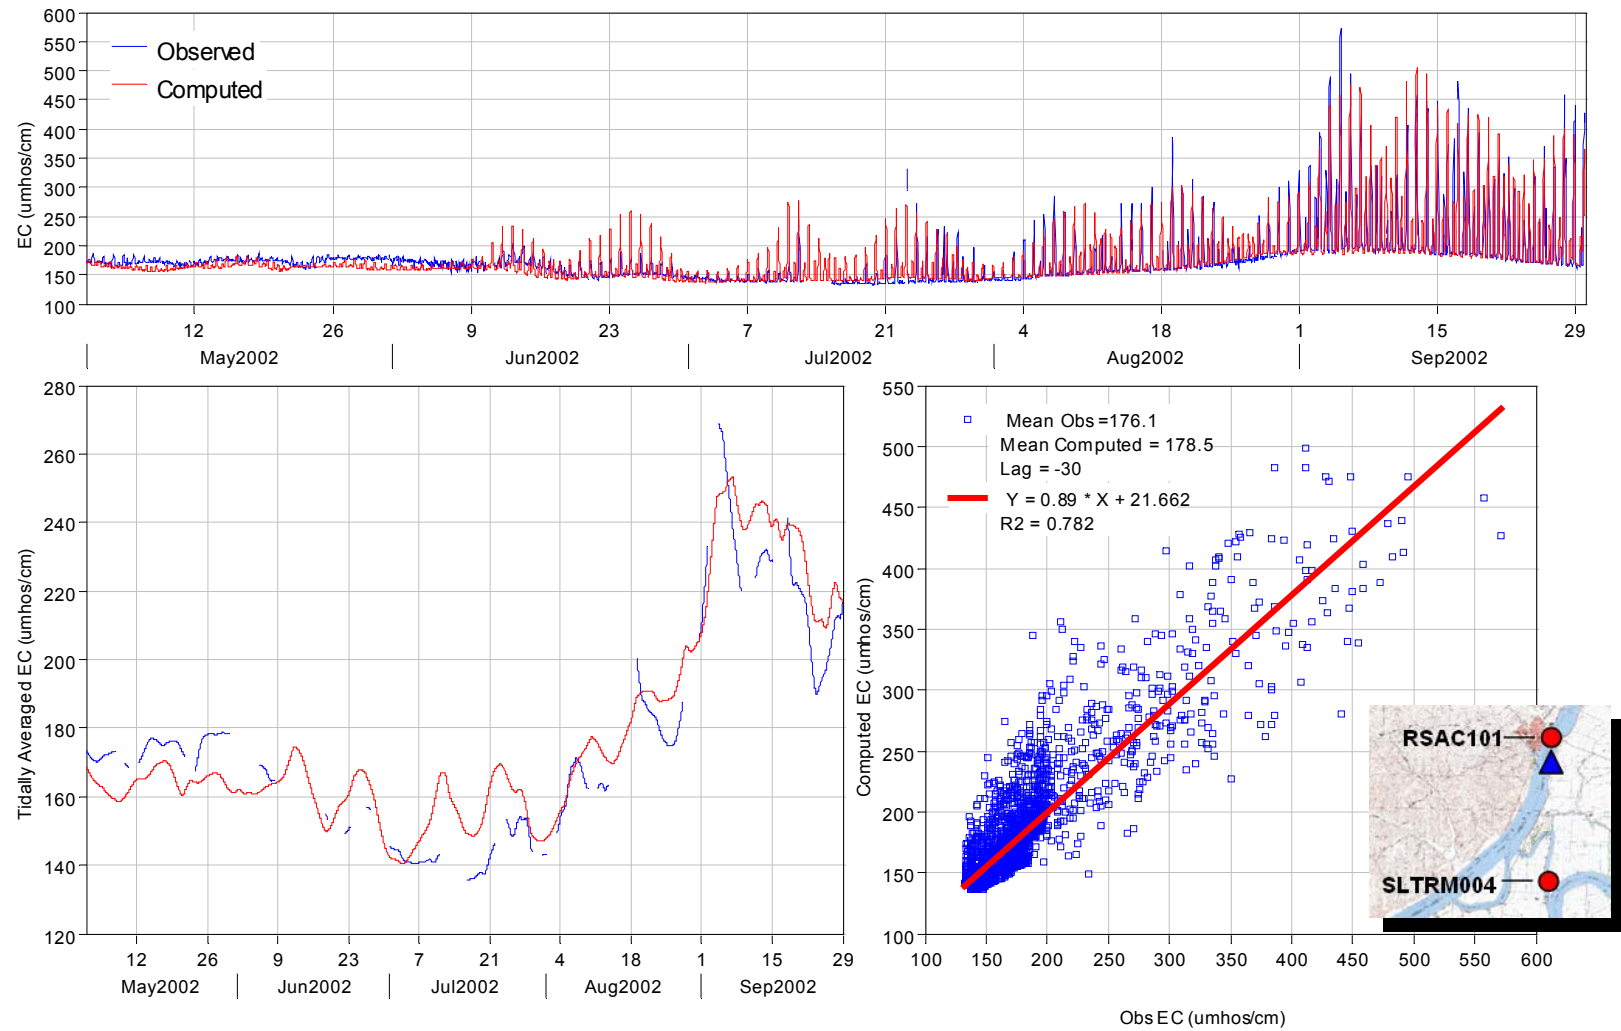 600
550
500
450
400
350
300
250
200
150
100
EC (umhos/cm)
Observed
Computed
12 26 9 23 7 21 4 18 1 15 29
May2002 Jun2002 Jul2002 Aug2002 Sep2002
280
260
240
220
200
180
160
140
120
Tidally Averaged EC (umhos/cm)
12 26 9 23 7 21 4 18 1 15 29
May2002 Jun2002 Jul2002 Aug2002 Sep2002
550
500
450
400
350
300
250
200
150
100
Computed EC (umhos/cm)
Mean Obs =176.1
Mean Computed = 178.5
Lag = -30
Y = 0.89 * X + 21.662
R2 = 0.782
RSAC101
SLTRM004
100 150 200 250 300 350 400 450 500 550 600
Obs EC (umhos/cm)